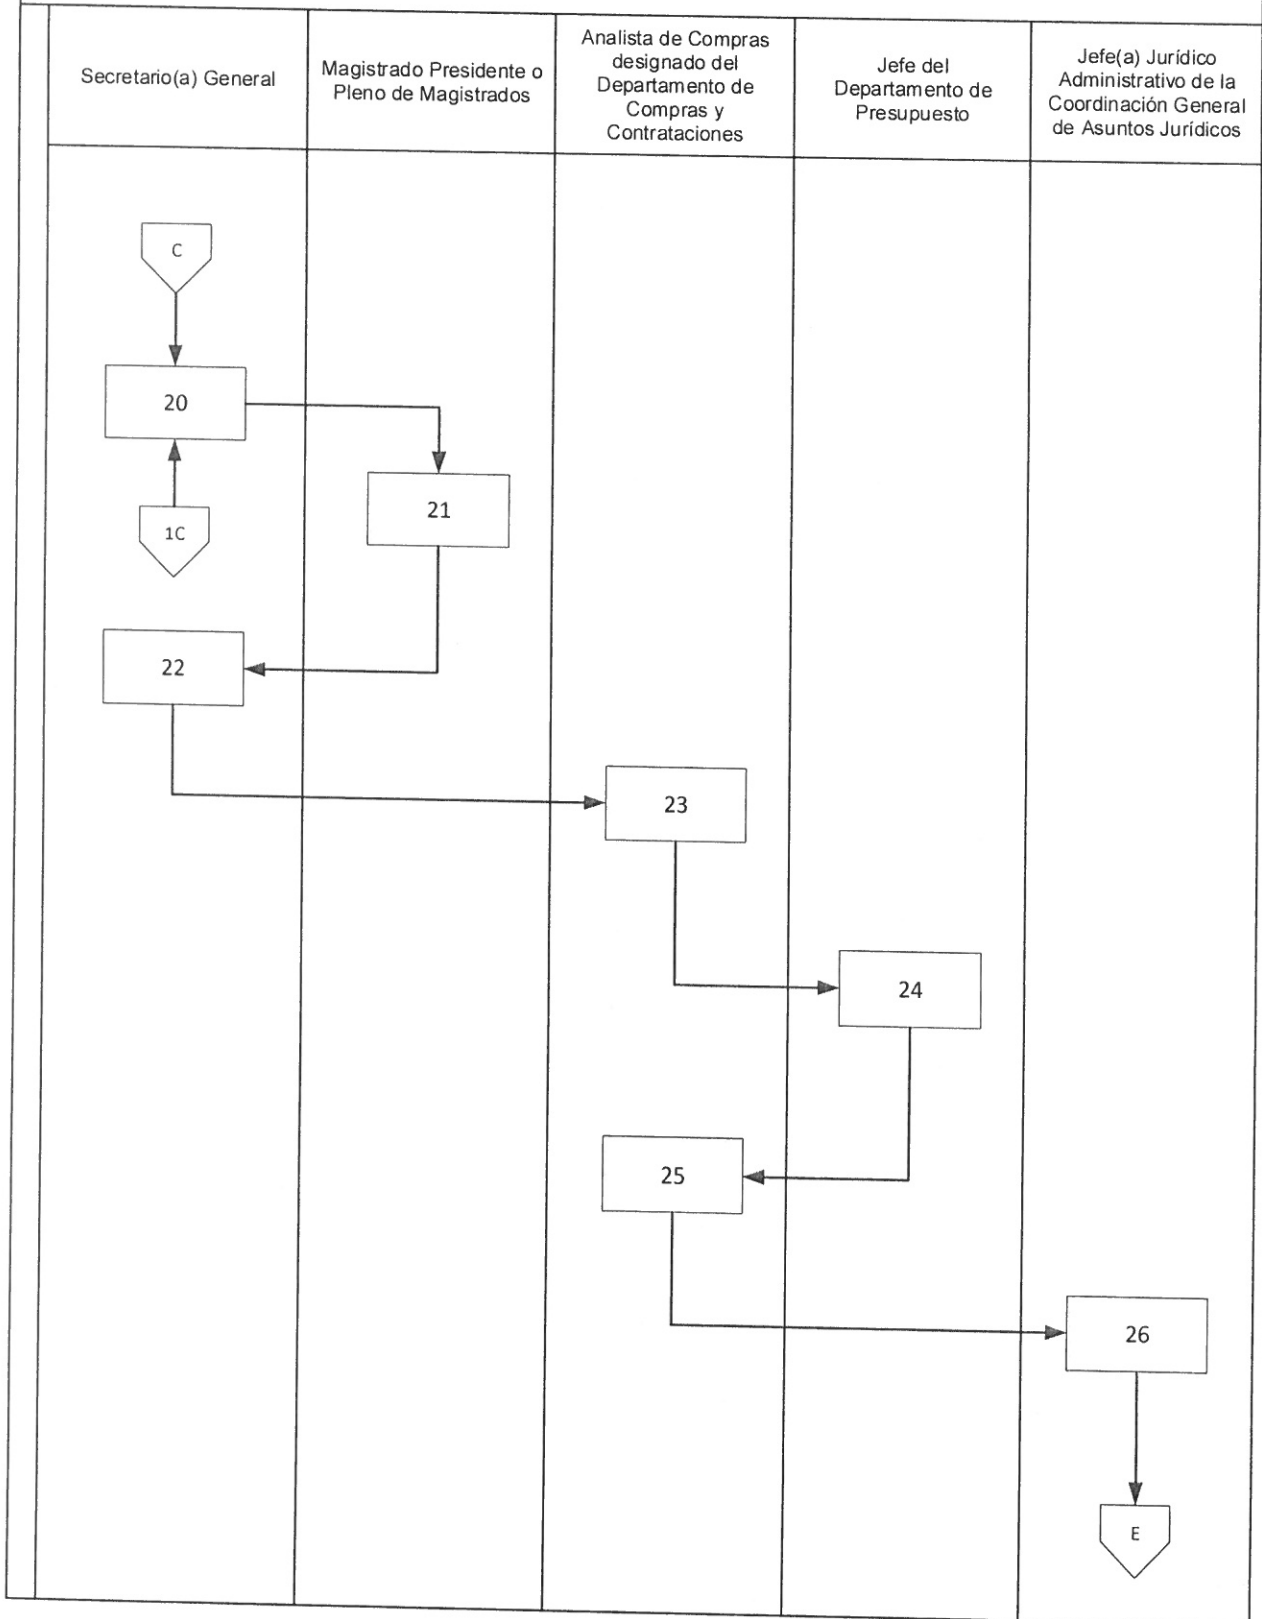 Secretario(a) General
Magistrado Presidente o
Pleno de Magistrados
Analista de Compras
designado del
Departamento de
Compras y
Contrataciones
Jefe del
Departamento de
Presupuesto
Jefe(a) Jurídico
Administrativo de la
Coordinación General
de Asuntos Jurídicos
C
20
21
1C
22
23
24
25
26
E